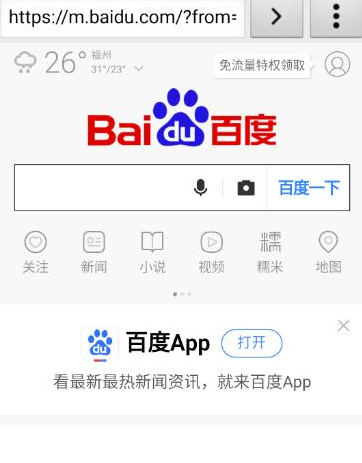 https://m.baidu.com/?from=
26° 福州
31°/23°
免流量特权领取
Bai du 百度
百度一下
关注 新闻 小说 视频 糯米 地图
du 百度App 打开
看最新最热新闻资讯，就来百度App